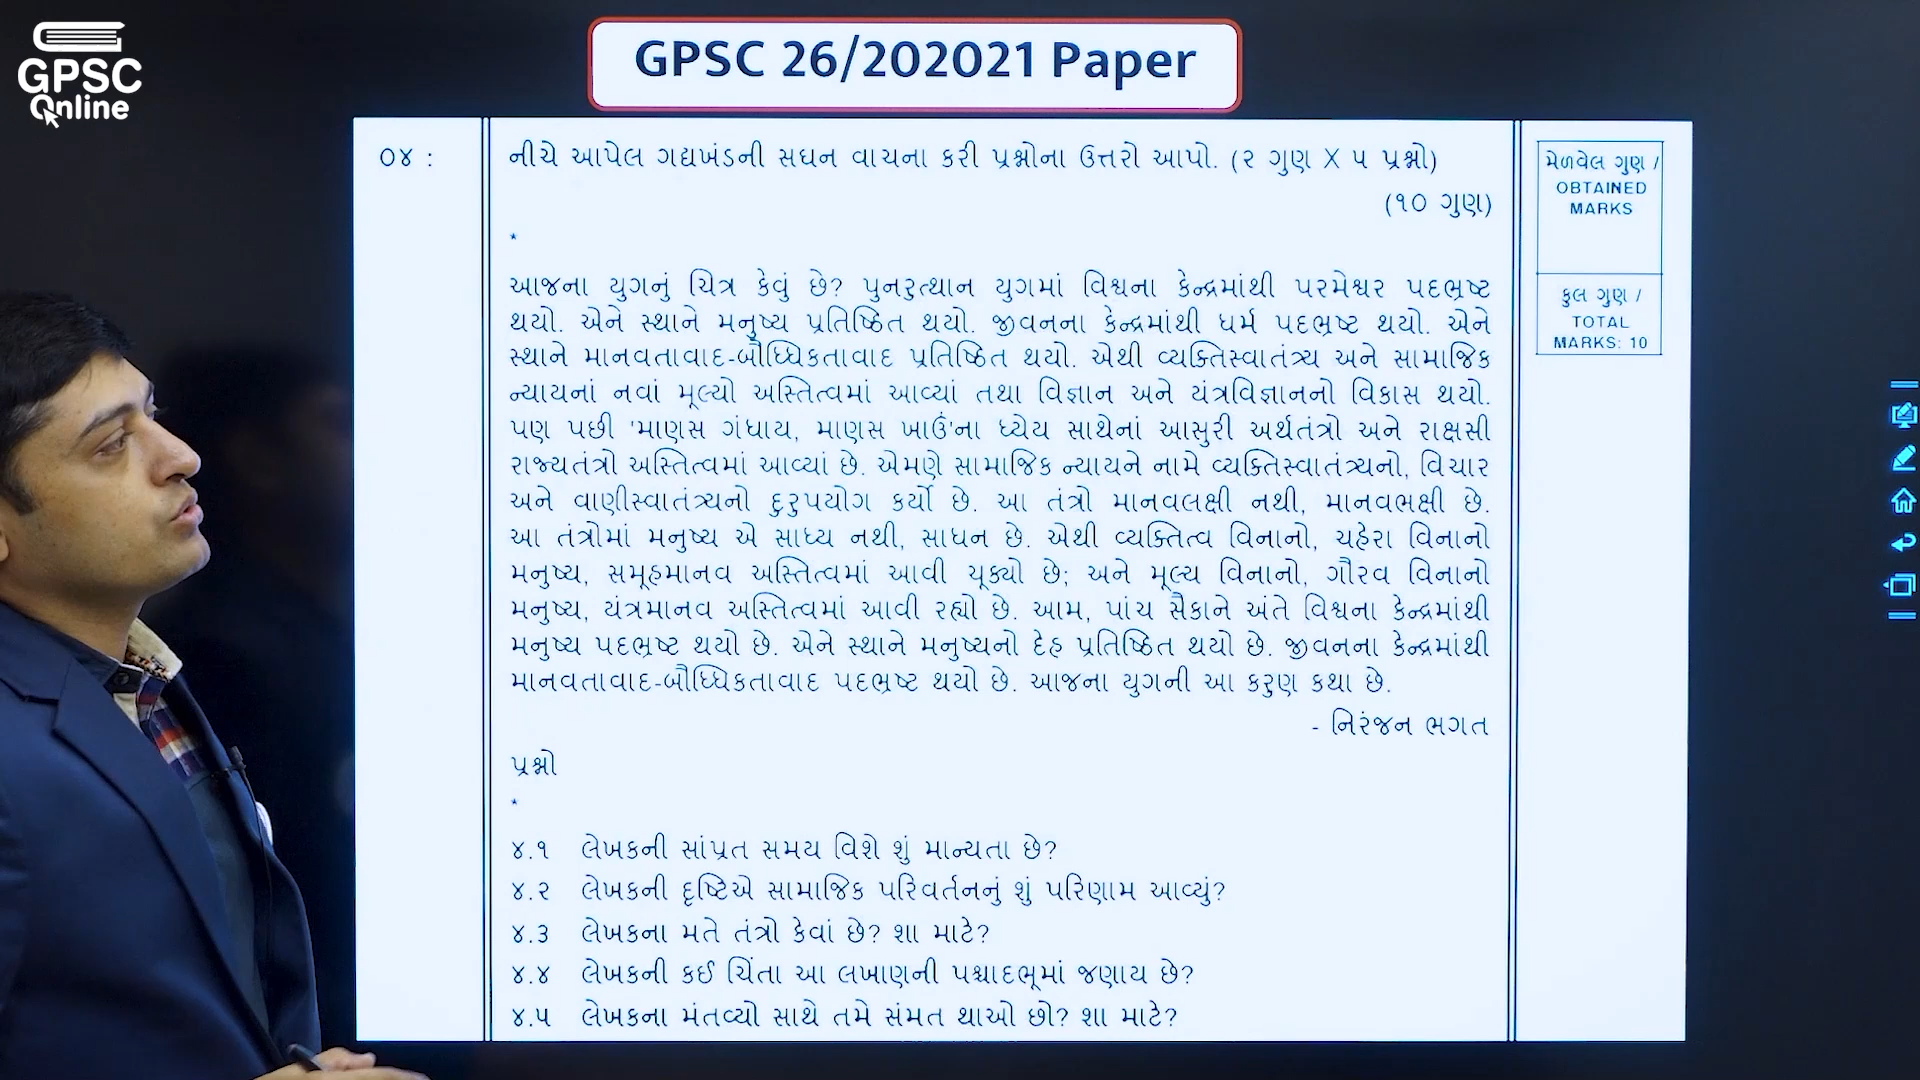 GPSC
Online
GPSC 26/202021 Paper
૦૪ :
નીચે આપેલ ગદ્યખંડની સઘન વાચના કરી પ્રશ્નોના ઉત્તરો આપો. (૨ ગુણ X ૫ પ્રશ્નો)
(૧૦ ગુણ)
*
આજના યુગનું ચિત્ર કેવું છે? પુનરુત્થાન યુગમાં વિશ્વના કેન્દ્રમાંથી પરમેશ્વર પદભ્રષ્ટ
થયો. એને સ્થાને મનુષ્ય પ્રતિષ્ઠિત થયો. જીવનના કેન્દ્રમાંથી ધર્મ પદભ્રષ્ટ થયો. એને
સ્થાને માનવતાવાદ-બૌધ્ધિકતાવાદ પ્રતિષ્ઠિત થયો. એથી વ્યક્તિસ્વાતંત્ર્ય અને સામાજિક
ન્યાયનાં નવાં મૂલ્યો અસ્તિત્વમાં આવ્યાં તથા વિજ્ઞાન અને યંત્રવિજ્ઞાનનો વિકાસ થયો.
પણ પછી 'માણસ ગંધાય, માણસ ખાઉં'ના ધ્યેય સાથેનાં આસુરી અર્થતંત્રો અને રાક્ષસી
રાજ્યતંત્રો અસ્તિત્વમાં આવ્યાં છે. એમણે સામાજિક ન્યાયને નામે વ્યક્તિસ્વાતંત્ર્યનો, વિચાર
અને વાણીસ્વાતંત્ર્યનો દુરુપયોગ કર્યો છે. આ તંત્રો માનવલક્ષી નથી, માનવભક્ષી છે.
આ તંત્રોમાં મનુષ્ય એ સાધ્ય નથી, સાધન છે. એથી વ્યક્તિત્વ વિનાનો, ચહેરા વિનાનો
મનુષ્ય, સમૂહમાનવ અસ્તિત્વમાં આવી ચૂક્યો છે; અને મૂલ્ય વિનાનો, ગૌરવ વિનાનો
મનુષ્ય, યંત્રમાનવ અસ્તિત્વમાં આવી રહ્યો છે. આમ, પાંચ સૈકાને અંતે વિશ્વના કેન્દ્રમાંથી
મનુષ્ય પદભ્રષ્ટ થયો છે. એને સ્થાને મનુષ્યનો દેહ પ્રતિષ્ઠિત થયો છે. જીવનના કેન્દ્રમાંથી
માનવતાવાદ-બૌધ્ધિકતાવાદ પદભ્રષ્ટ થયો છે. આજના યુગની આ કરુણ કથા છે.
- નિરંજન ભગત
પ્રશ્નો
*
૪.૧ લેખકની સાંપ્રત સમય વિશે શું માન્યતા છે?
૪.૨ લેખકની દૃષ્ટિએ સામાજિક પરિવર્તનનું શું પરિણામ આવ્યું?
૪.૩ લેખકના મતે તંત્રો કેવાં છે? શા માટે?
૪.૪ લેખકની કઈ ચિંતા આ લખાણની પશ્ચાદભૂમાં જણાય છે?
૪.૫ લેખકના મંતવ્યો સાથે તમે સંમત થાઓ છો? શા માટે?
મેળવેલ ગુણ /
OBTAINED
MARKS
કુલ ગુણ /
TOTAL
MARKS: 10